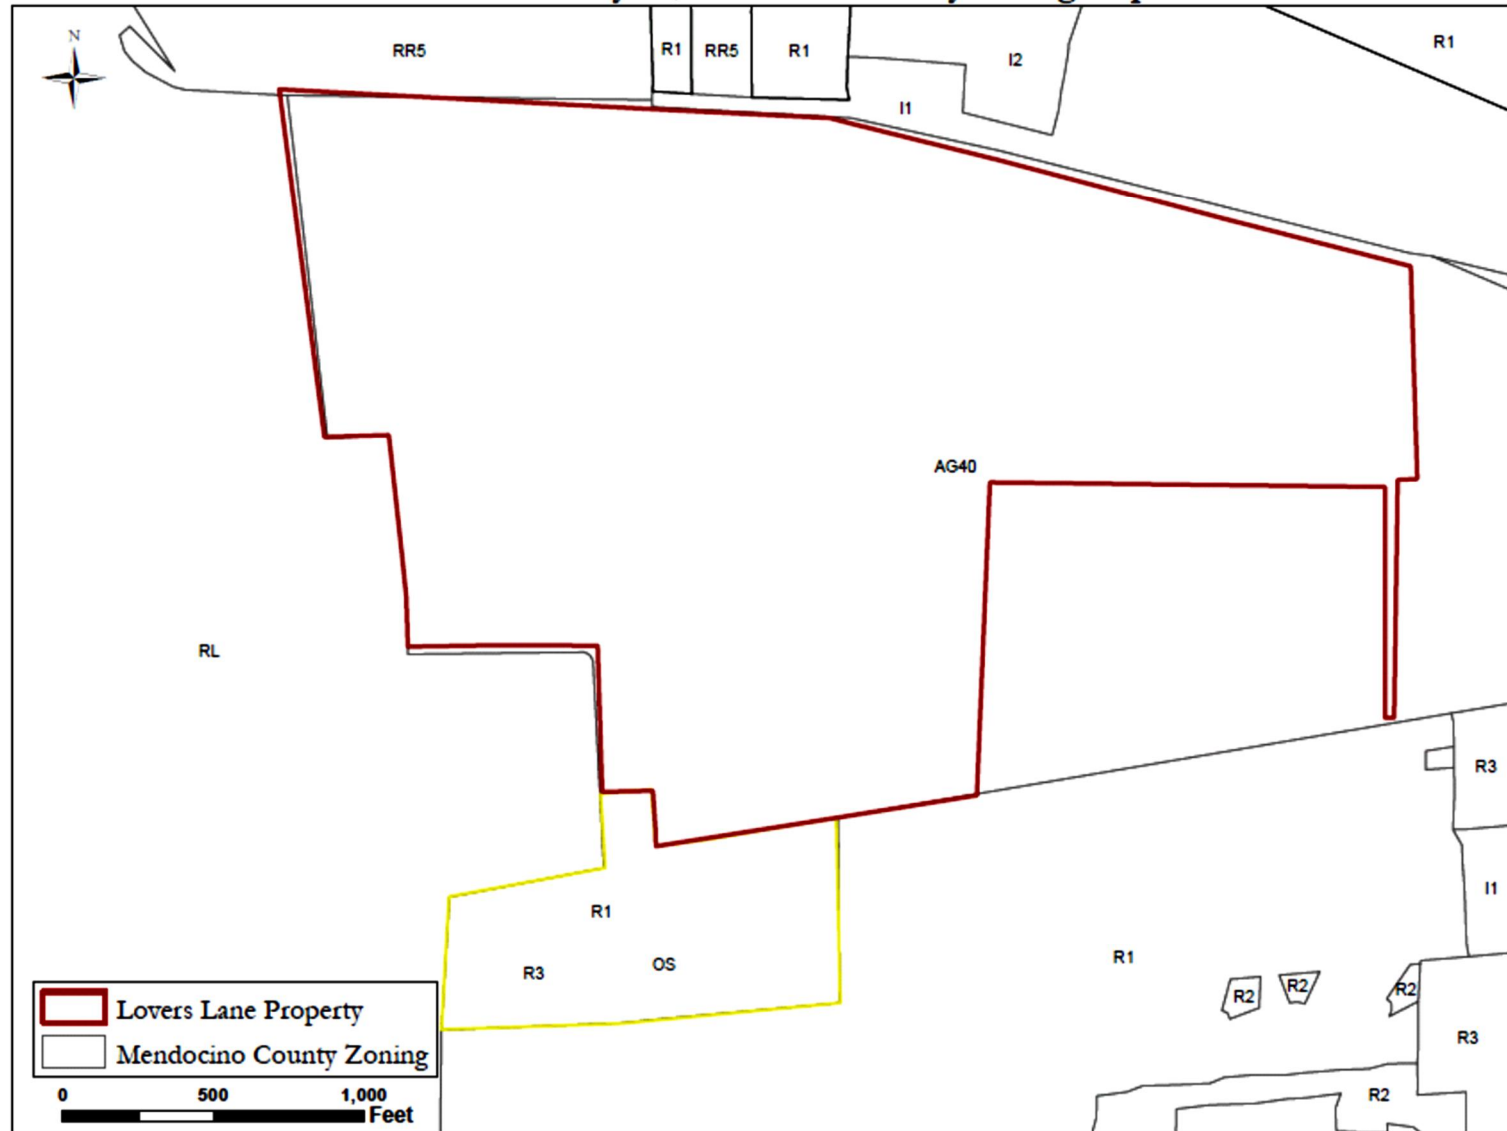 N
RR5
R1
RR5
R1
I2
R1
I1
AG40
RL
R3
I1
R1
R3
OS
R1
R2
R2
R2
R3
R2
Lovers Lane Property
Mendocino County Zoning
0 500 1,000
Feet